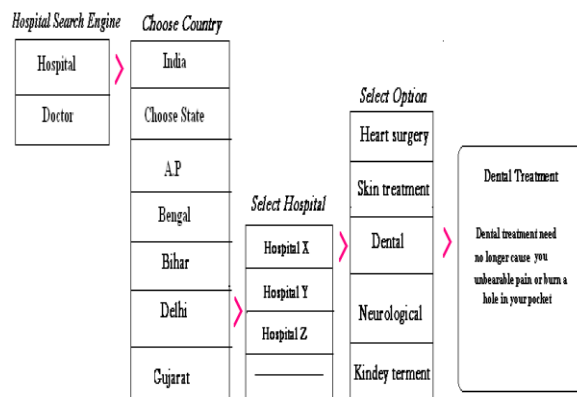 Hospital Search Engine
Hospital
Doctor
Choose Country
India
Choose State
A.P
Bengal
Bihar
Delhi
Gujarat
Select Hospital
Hospital X
Hospital Y
Hospital Z
Select Option
Heart surgery
Skin treatment
Dental
Neurological
Kindey terment
Dental Treatment
Dental treatment need
no longer cause you
unbearable pain or burn a
hole in your pocket